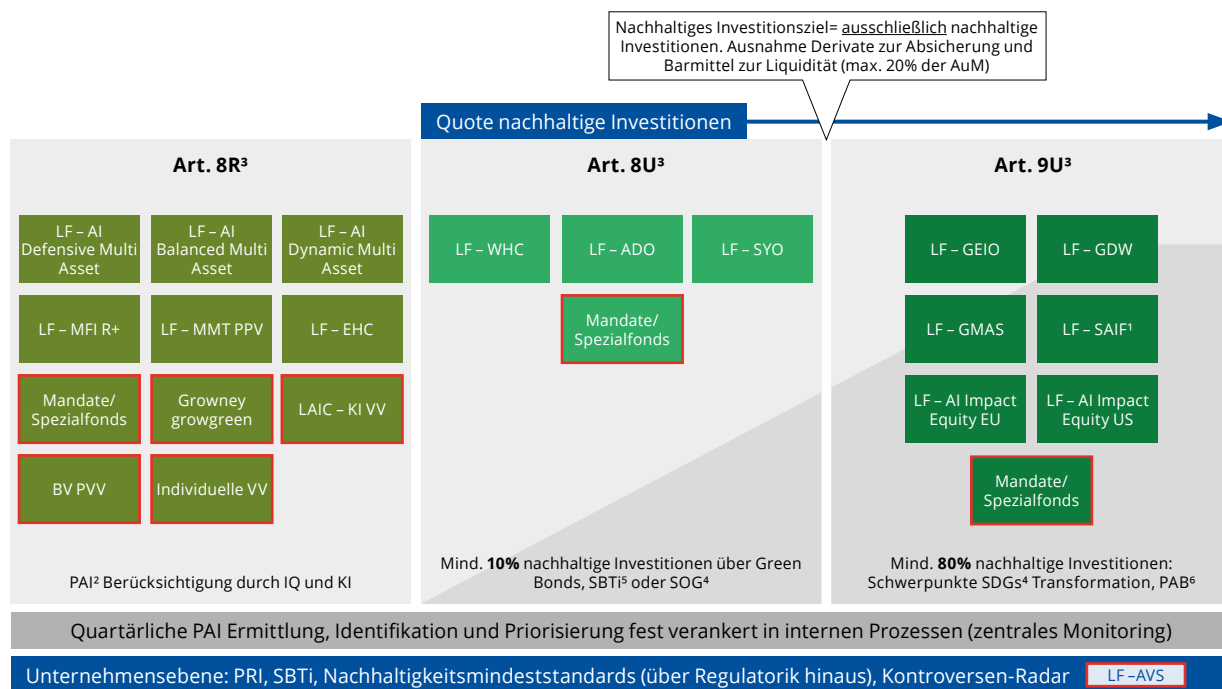 Nachhaltiges Investitionsziel= ausschließlich nachhaltige
Investitionen. Ausnahme Derivate zur Absicherung und
Barmittel zur Liquidität (max. 20% der AuM)
Quote nachhaltige Investitionen
Art. 8R³
LF – AI
Defensive Multi
Asset
LF – AI
Balanced Multi
Asset
LF – AI
Dynamic Multi
Asset
LF – MFI R+
LF – MMT PPV
LF – EHC
Mandate/
Spezialfonds
Growney
growgreen
LAIC – KI VV
BV PVV
Individuelle VV
PAI² Berücksichtigung durch IQ und KI
Art. 8U³
LF – WHC
LF – ADO
LF – SYO
Mandate/
Spezialfonds
Mind. 10% nachhaltige Investitionen über Green
Bonds, SBTi⁵ oder SOG⁴
Art. 9U³
LF – GEIO
LF – GDW
LF – GMAS
LF – SAIF¹
LF – AI Impact
Equity EU
LF – AI Impact
Equity US
Mandate/
Spezialfonds
Mind. 80% nachhaltige Investitionen:
Schwerpunkte SDGs⁴ Transformation, PAB⁶
Quartärliche PAI Ermittlung, Identifikation und Priorisierung fest verankert in internen Prozessen (zentrales Monitoring)
Unternehmensebene: PRI, SBTi, Nachhaltigkeitsmindeststandards (über Regulatorik hinaus), Kontroversen-Radar
LF –AVS